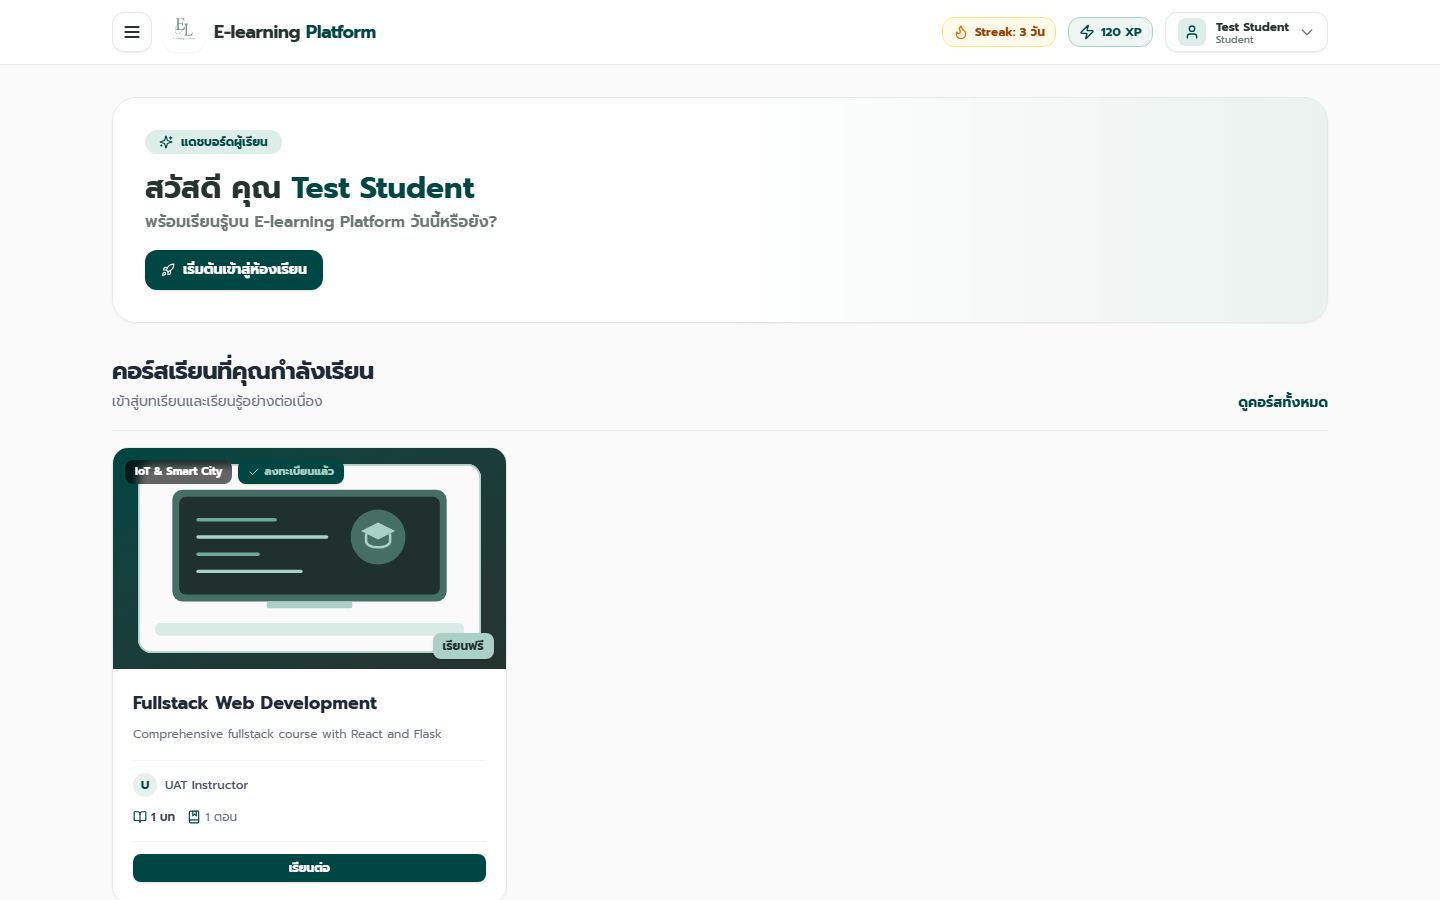 E-learning Platform
Streak: 3 วัน
120 XP
Test Student
Student
แดชบอร์ดผู้เรียน
สวัสดี คุณ Test Student
พร้อมเรียนรู้บน E-learning Platform วันนี้หรือยัง?
เริ่มต้นเข้าสู่ห้องเรียน
คอร์สเรียนที่คุณกำลังเรียน
เข้าสู่บทเรียนและเรียนรู้อย่างต่อเนื่อง
ดูคอร์สทั้งหมด
IoT & Smart City
ลงทะเบียนแล้ว
เรียนฟรี
Fullstack Web Development
Comprehensive fullstack course with React and Flask
U
UAT Instructor
1 บท
1 ตอน
เรียนต่อ